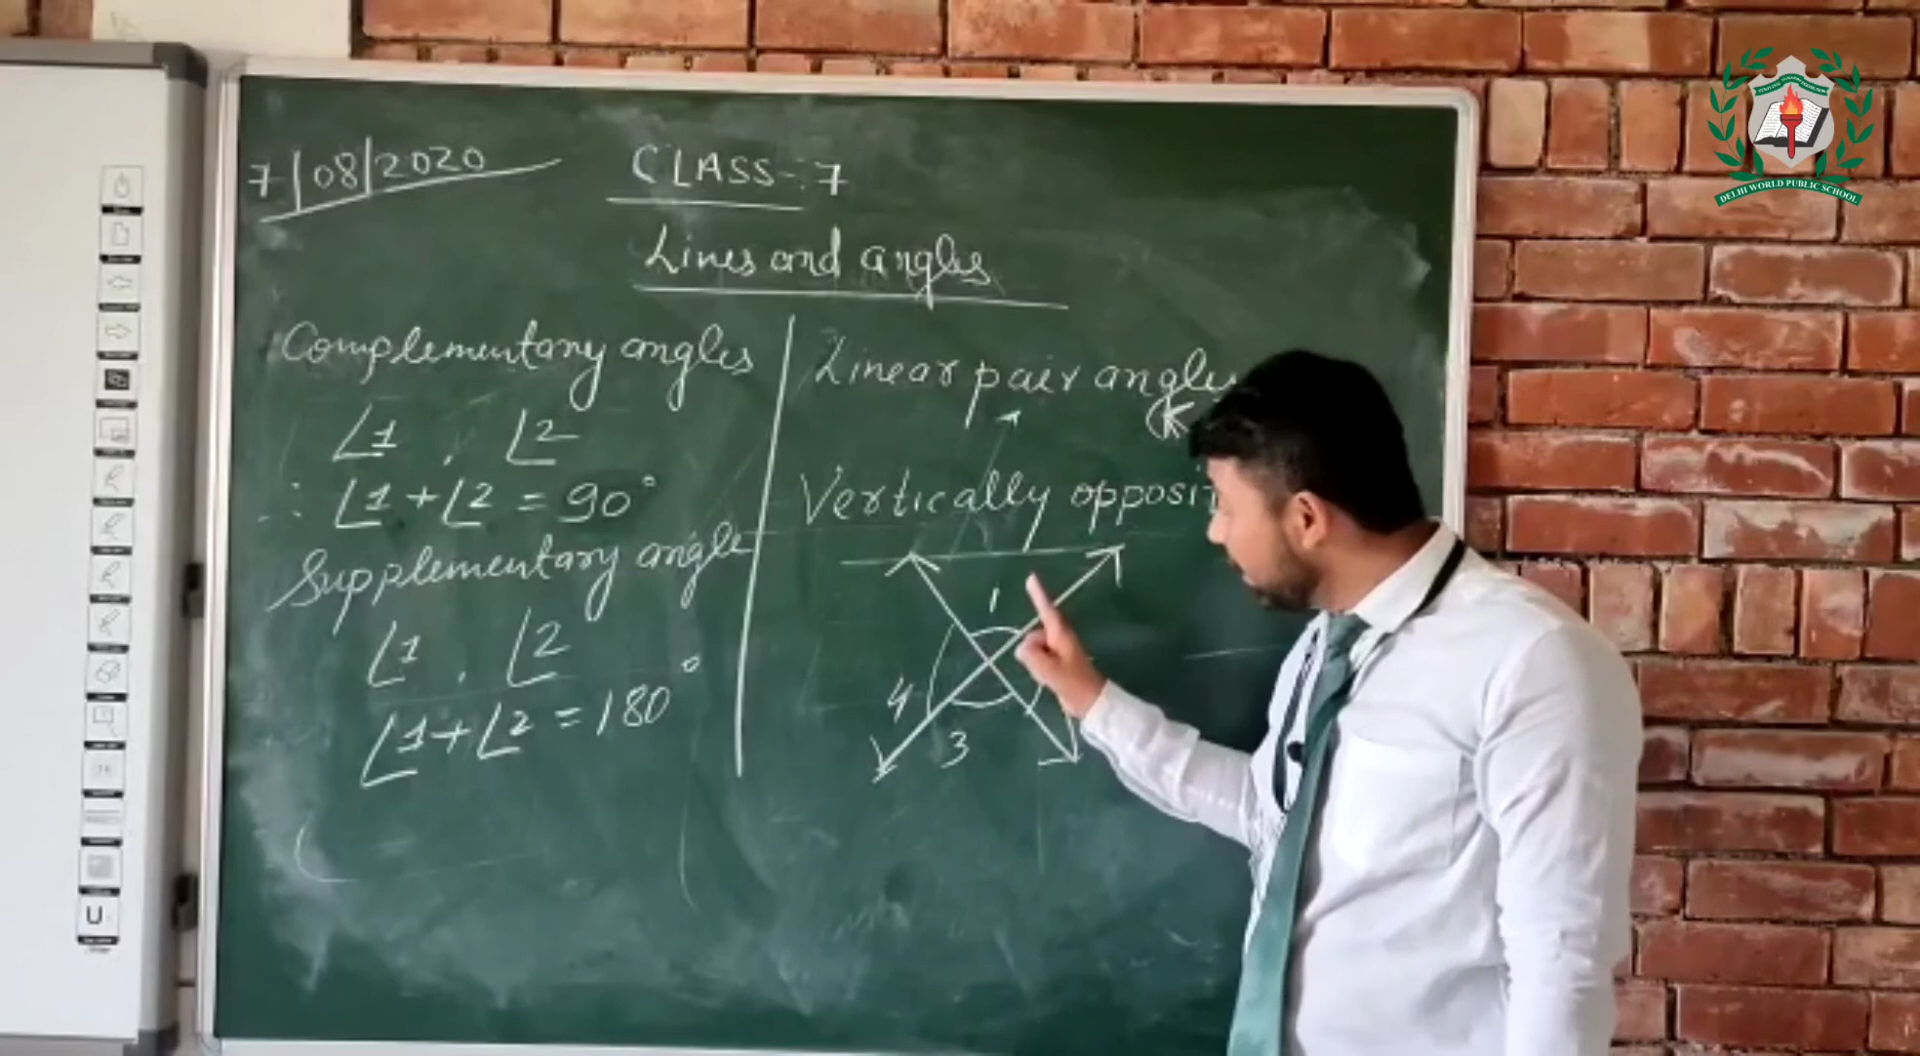 7/08/2020
CLASS-:7
Lines and angles
Complementary angles
∠1 , ∠2
∴ ∠1+∠2 = 90°
Supplementary angle
∠1 , ∠2
∠1+∠2 = 180°
Linear pair angles
Vertically opposit
1
4
3
U
DELHI WORLD PUBLIC SCHOOL